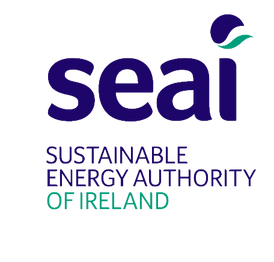 seai
SUSTAINABLE
ENERGY AUTHORITY
OF IRELAND